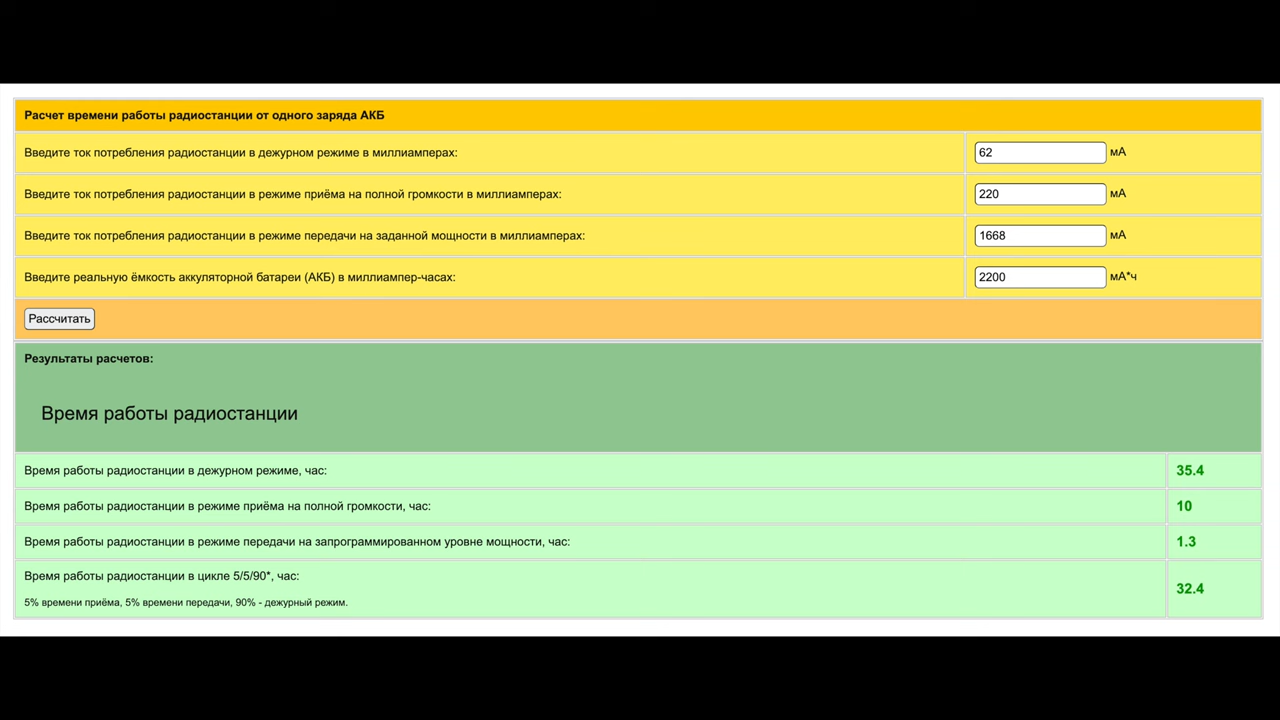 Расчет времени работы радиостанции от одного заряда АКБ
Введите ток потребления радиостанции в дежурном режиме в миллиамперах: 62 мА
Введите ток потребления радиостанции в режиме приёма на полной громкости в миллиамперах: 220 мА
Введите ток потребления радиостанции в режиме передачи на заданной мощности в миллиамперах: 1668 мА
Введите реальную ёмкость аккуляторной батареи (АКБ) в миллиампер-часах: 2200 мА*ч
Рассчитать
Результаты расчетов:
Время работы радиостанции
Время работы радиостанции в дежурном режиме, час: 35.4
Время работы радиостанции в режиме приёма на полной громкости, час: 10
Время работы радиостанции в режиме передачи на запрограммированном уровне мощности, час: 1.3
Время работы радиостанции в цикле 5/5/90*, час: 32.4
5% времени приёма, 5% времени передачи, 90% - дежурный режим.